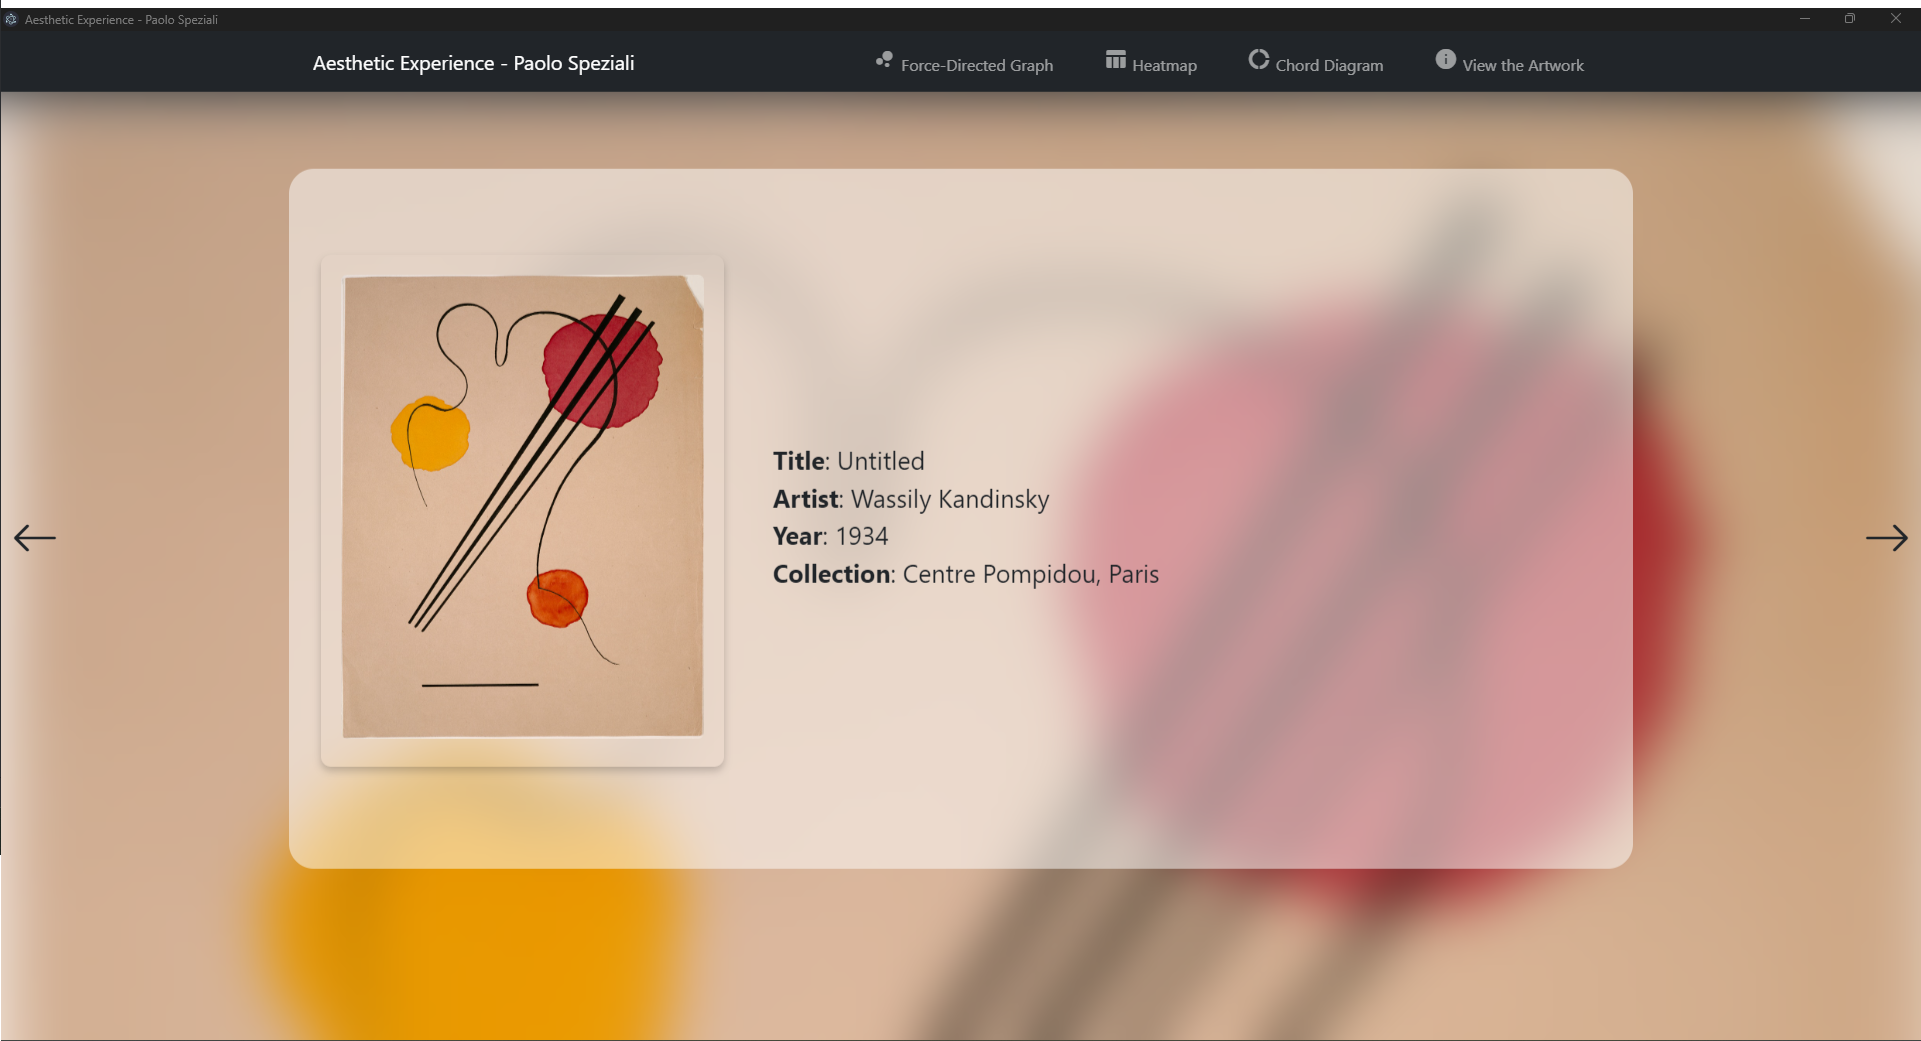 Aesthetic Experience - Paolo Speziali
Aesthetic Experience - Paolo Speziali
Force-Directed Graph
Heatmap
Chord Diagram
View the Artwork
Title: Untitled
Artist: Wassily Kandinsky
Year: 1934
Collection: Centre Pompidou, Paris